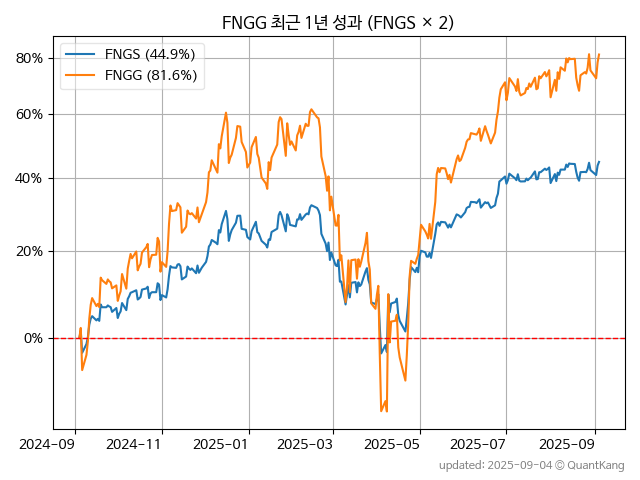 FNGG 최근 1년 성과 (FNGS × 2)
FNGS (44.9%)
FNGG (81.6%)
80%
60%
40%
20%
0%
2024-09 2024-11 2025-01 2025-03 2025-05 2025-07 2025-09
updated: 2025-09-04 © QuantKang